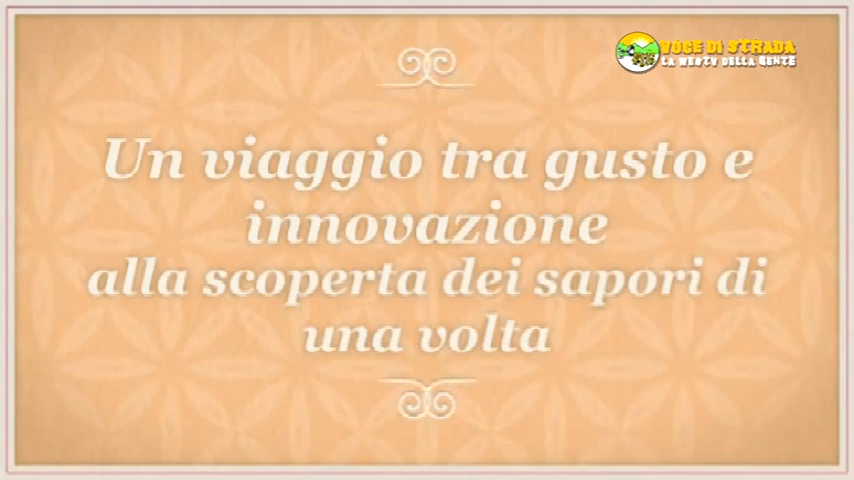 VOCE DI STRADA
LA WEBTV DELLA GENTE
Un viaggio tra gusto e
innovazione
alla scoperta dei sapori di
una volta